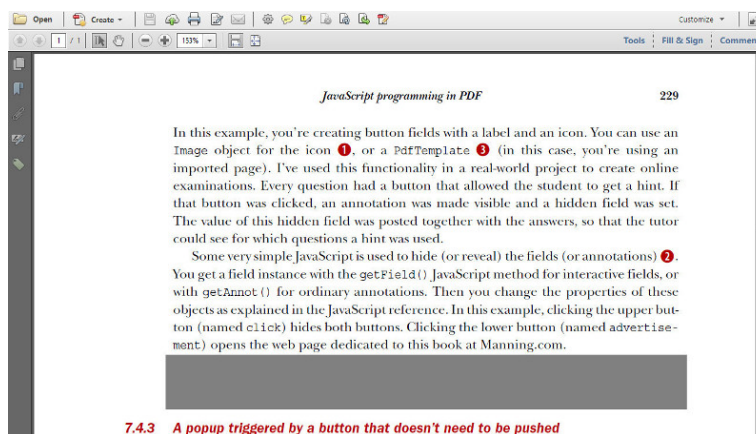 Open Create Customize
1 / 1 153% Tools Fill & Sign Commen
JavaScript programming in PDF 229
In this example, you're creating button fields with a label and an icon. You can use an
Image object for the icon 1, or a PdfTemplate 3 (in this case, you're using an
imported page). I've used this functionality in a real-world project to create online
examinations. Every question had a button that allowed the student to get a hint. If
that button was clicked, an annotation was made visible and a hidden field was set.
The value of this hidden field was posted together with the answers, so that the tutor
could see for which questions a hint was used.
Some very simple JavaScript is used to hide (or reveal) the fields (or annotations) 2.
You get a field instance with the getField() JavaScript method for interactive fields, or
with getAnnot() for ordinary annotations. Then you change the properties of these
objects as explained in the JavaScript reference. In this example, clicking the upper but-
ton (named click) hides both buttons. Clicking the lower button (named advertise-
ment) opens the web page dedicated to this book at Manning.com.
7.4.3 A popup triggered by a button that doesn't need to be pushed